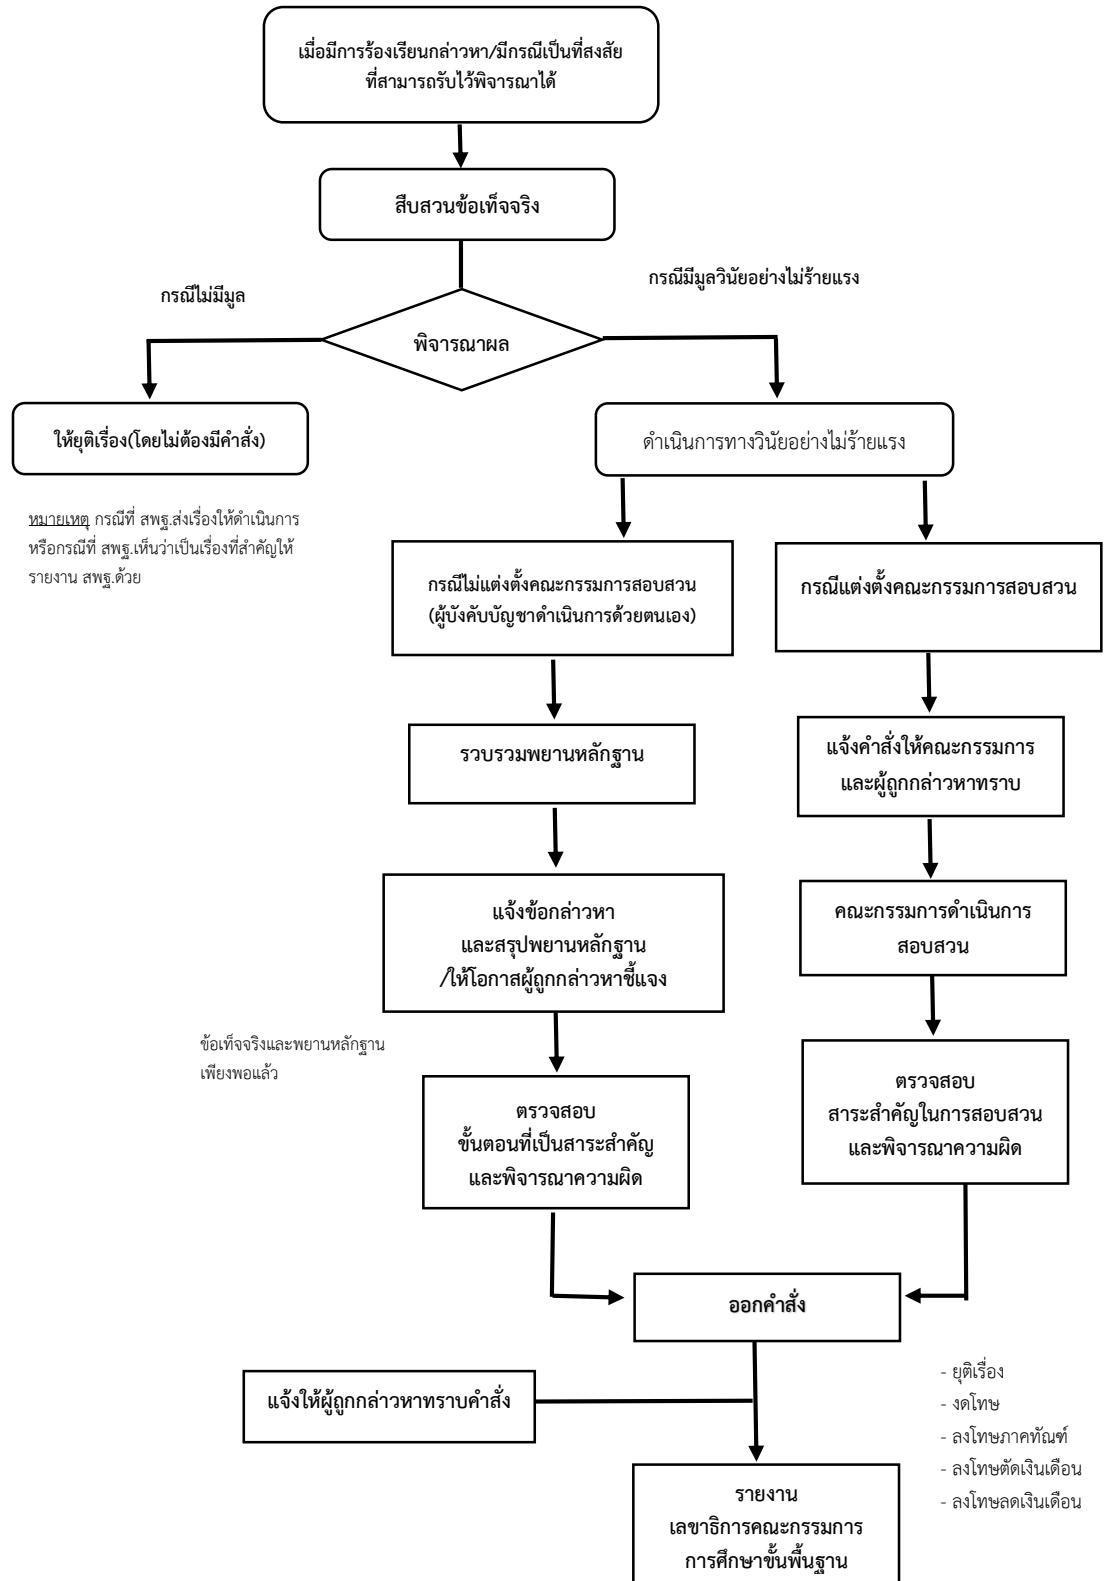 เมื่อมีการร้องเรียนกล่าวหา/มีกรณีเป็นที่สงสัย
ที่สามารถรับไว้พิจารณาได้
สืบสวนข้อเท็จจริง
กรณีไม่มีมูล
กรณีมีมูลวินัยอย่างไม่ร้ายแรง
พิจารณาผล
ให้ยุติเรื่อง(โดยไม่ต้องมีคำสั่ง)
ดำเนินการทางวินัยอย่างไม่ร้ายแรง
หมายเหตุ กรณีที่ สพฐ.ส่งเรื่องให้ดำเนินการ
หรือกรณีที่ สพฐ.เห็นว่าเป็นเรื่องที่สำคัญให้
รายงาน สพฐ.ด้วย
กรณีไม่แต่งตั้งคณะกรรมการสอบสวน
(ผู้บังคับบัญชาดำเนินการด้วยตนเอง)
กรณีแต่งตั้งคณะกรรมการสอบสวน
รวบรวมพยานหลักฐาน
แจ้งคำสั่งให้คณะกรรมการ
และผู้ถูกกล่าวหาทราบ
แจ้งข้อกล่าวหา
และสรุปพยานหลักฐาน
/ให้โอกาสผู้ถูกกล่าวหาชี้แจง
คณะกรรมการดำเนินการ
สอบสวน
ข้อเท็จจริงและพยานหลักฐาน
เพียงพอแล้ว
ตรวจสอบ
ขั้นตอนที่เป็นสาระสำคัญ
และพิจารณาความผิด
ตรวจสอบ
สาระสำคัญในการสอบสวน
และพิจารณาความผิด
ออกคำสั่ง
แจ้งให้ผู้ถูกกล่าวหาทราบคำสั่ง
- ยุติเรื่อง
- งดโทษ
- ลงโทษภาคทัณฑ์
- ลงโทษตัดเงินเดือน
- ลงโทษลดเงินเดือน
รายงาน
เลขาธิการคณะกรรมการ
การศึกษาขั้นพื้นฐาน